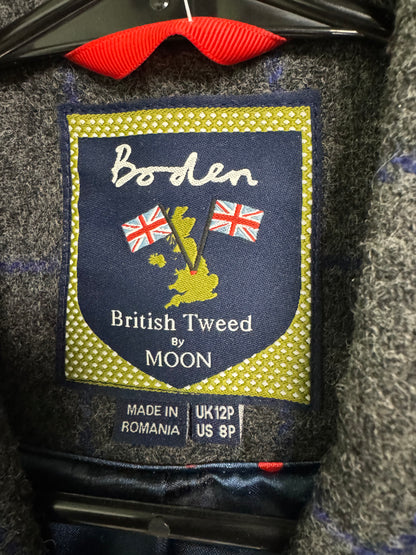 Boden
British Tweed
By
MOON
MADE IN
ROMANIA
UK12P
US 8P